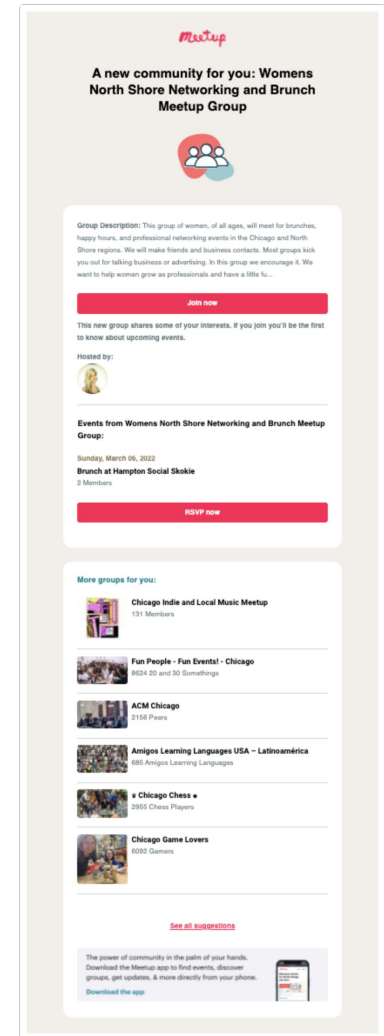 Meetup
A new community for you: Womens
North Shore Networking and Brunch
Meetup Group
Group Description: This group of women, of all ages, will meet for brunches,
happy hours, and professional networking events in the Chicago and North
Shore regions. We will make friends and business contacts. Most groups kick
you out for talking business or advertising. In this group we encourage it. We
want to help women grow as professionals and have a little fu...
Join now
This new group shares some of your interests. If you join you'll be the first
to know about upcoming events.
Hosted by:
Events from Womens North Shore Networking and Brunch Meetup
Group:
Sunday, March 06, 2022
Brunch at Hampton Social Skokie
2 Members
RSVP now
More groups for you:
Chicago Indie and Local Music Meetup
131 Members
Fun People - Fun Events! - Chicago
6624 20 and 30 Somethings
ACM Chicago
2156 Peers
Amigos Learning Languages USA – Latinoamérica
685 Amigos Learning Languages
Chicago Chess
2955 Chess Players
Chicago Game Lovers
6092 Gamers
See all suggestions
The power of community in the palm of your hands.
Download the Meetup app to find events, discover
groups, get updates, & more directly from your phone.
Download the app